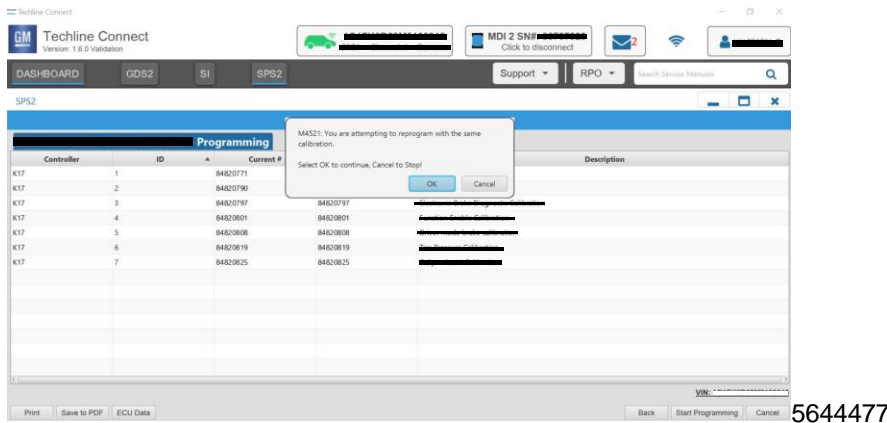 Techline Connect
GM
Techline Connect
Version: 1.6.0 Validation
MDI 2 SN#
Click to disconnect
2
DASHBOARD GDS2 SI SPS2
Support RPO Search Service Manuals
SPS2
Programming
M4521: You are attempting to reprogram with the same
calibration.
Select OK to continue, Cancel to Stop!
OK Cancel
Controller ID Current # Description
K17 1 84820771
K17 2 84820790
K17 3 84820797 84820797
K17 4 84820801 84820801
K17 5 84820808 84820808
K17 6 84820819 84820819
K17 7 84820825 84820825
VIN:
Print Save to PDF ECU Data Back Start Programming Cancel
5644477